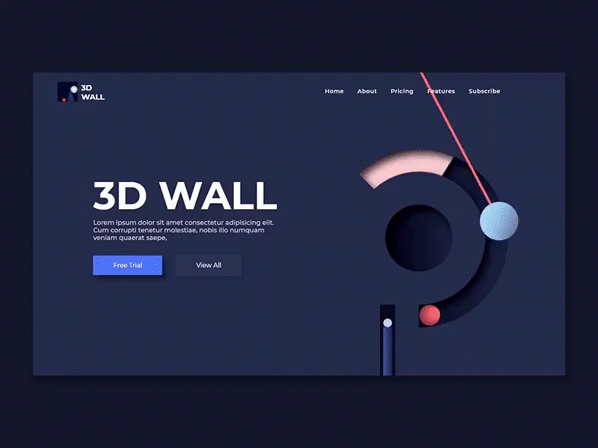 3D
WALL
Home About Pricing Features Subscribe
3D WALL
Lorem ipsum dolor sit amet consectetur adipisicing elit.
Cum corrupti tenetur molestiae, nobis illo numquam
veniam quaerat saepe,
Free Trial View All